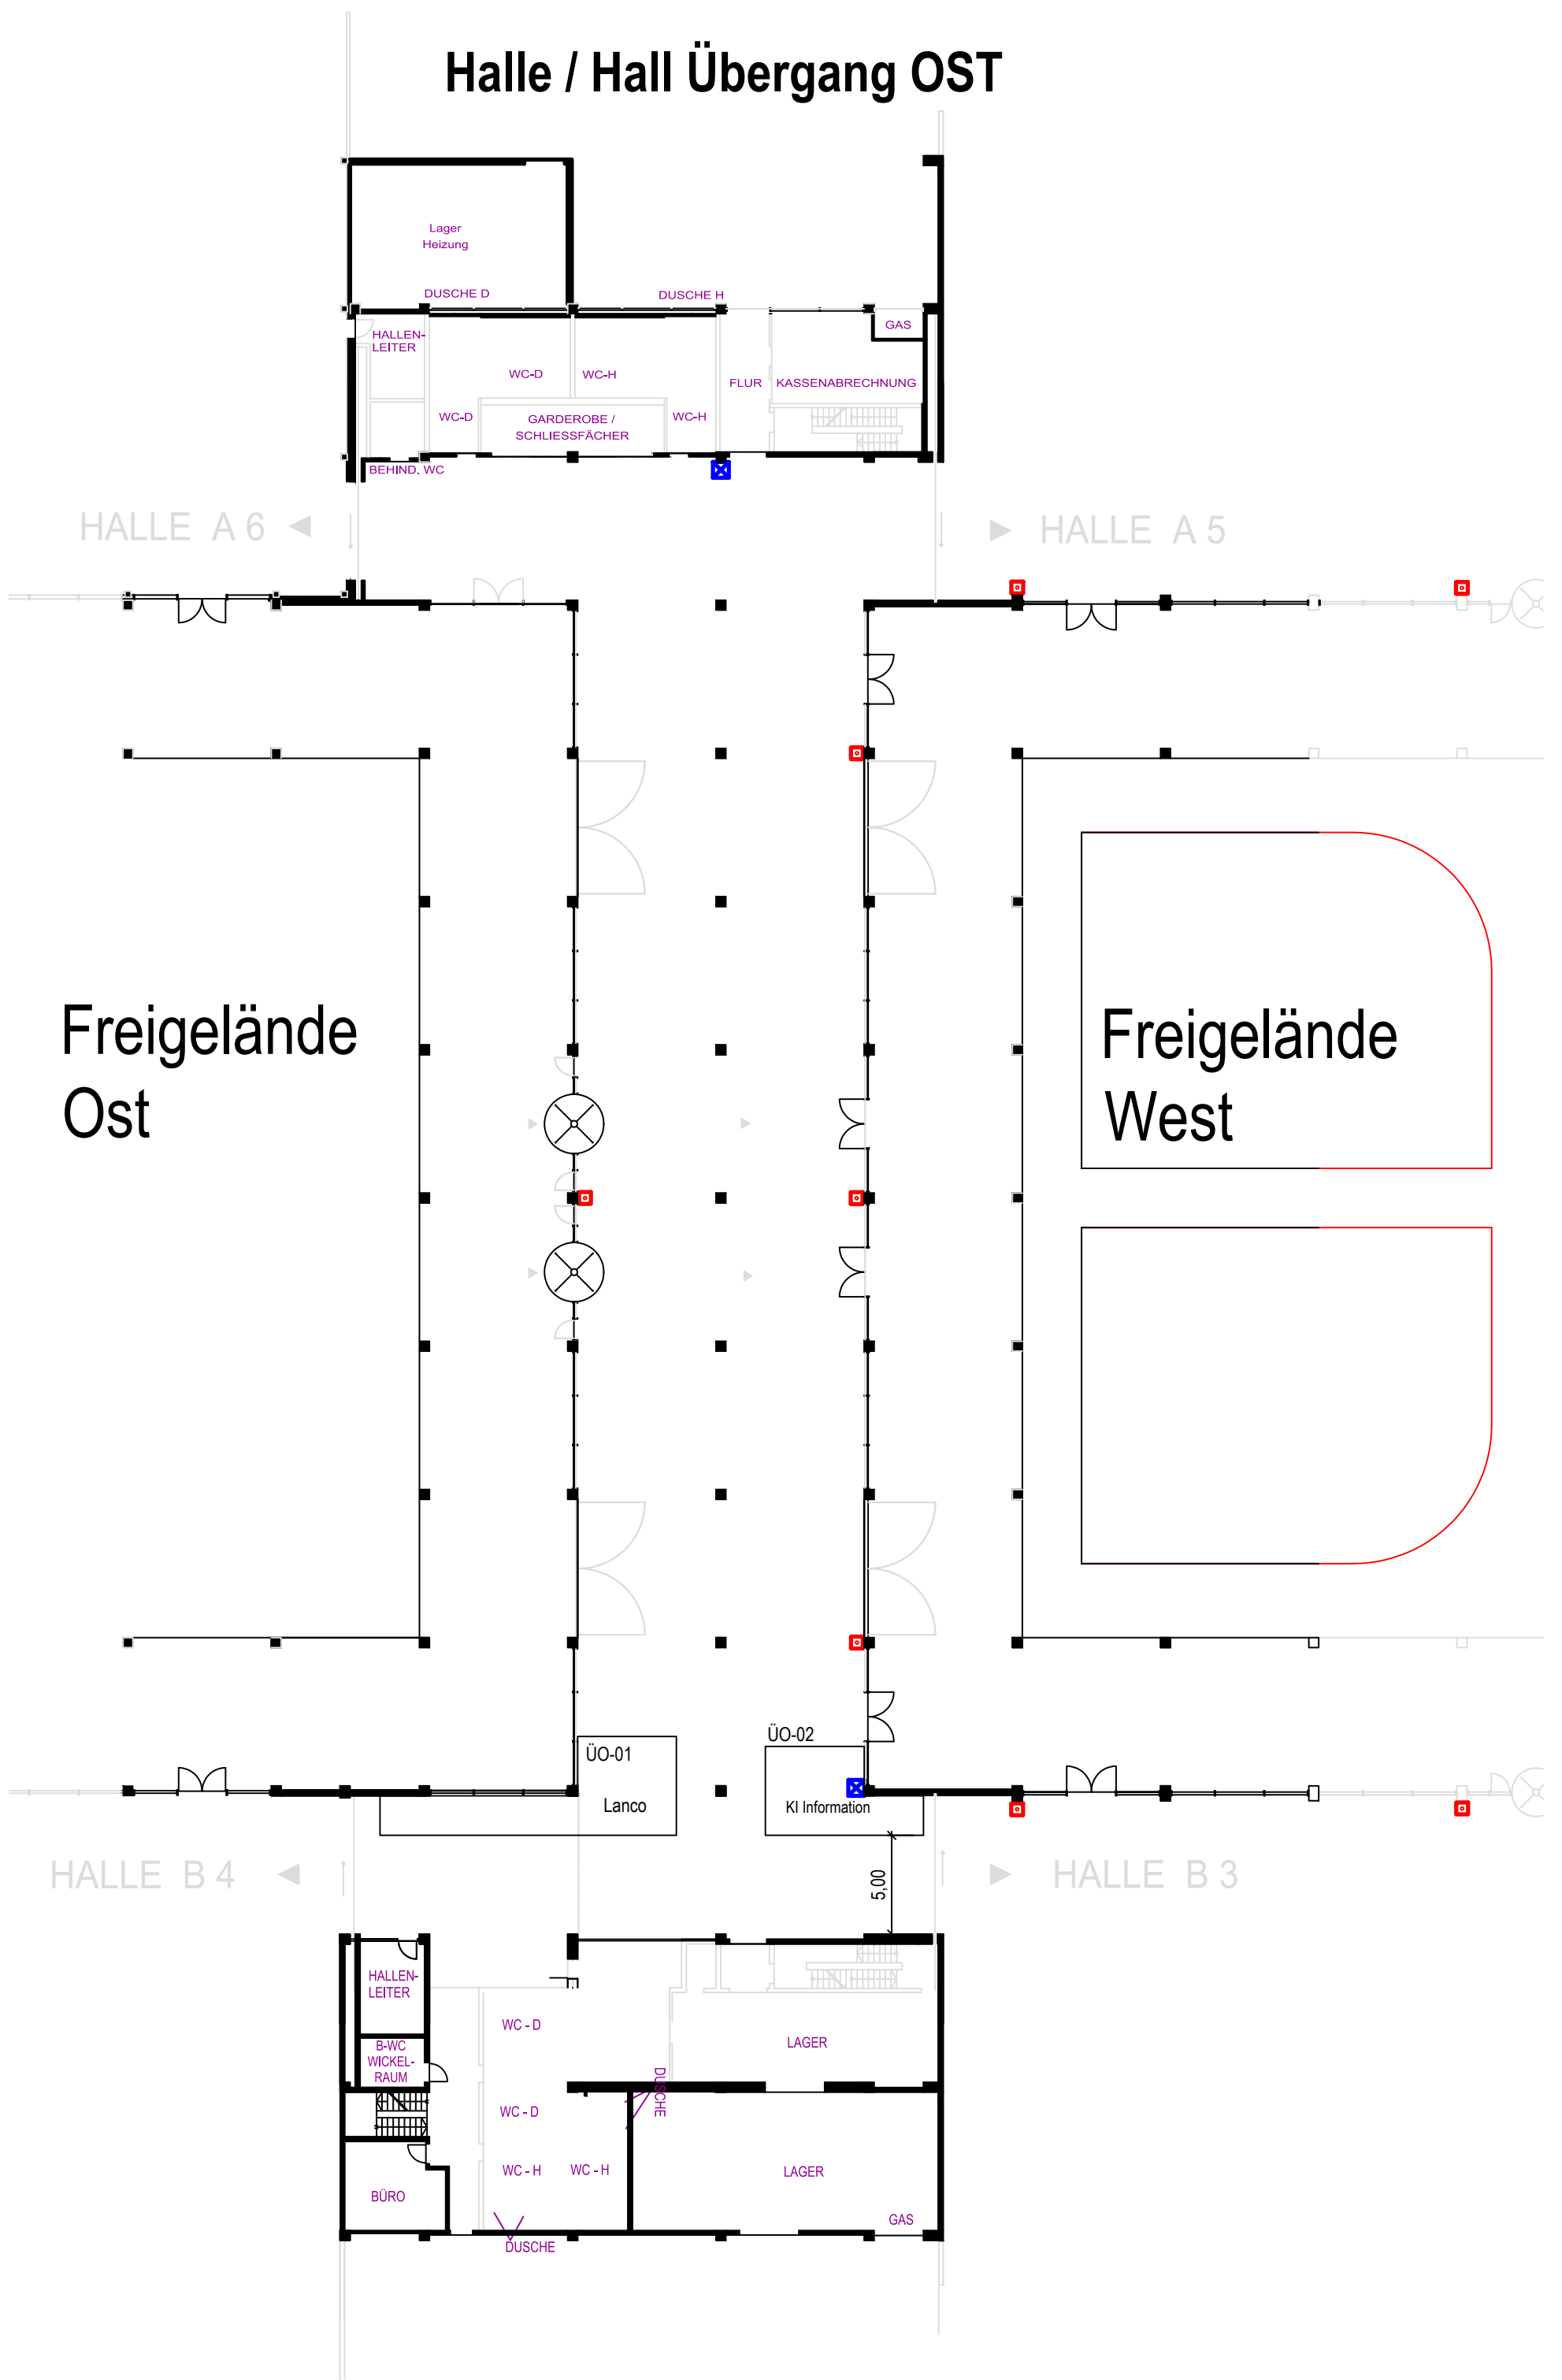 Halle / Hall Übergang OST
Lager
Heizung
DUSCHE D
DUSCHE H
HALLEN-
LEITER
GAS
WC-D
WC-H
FLUR
KASSENABRECHNUNG
WC-D
GARDEROBE /
SCHLIESSFÄCHER
WC-H
BEHIND. WC
HALLE A 6
HALLE A 5
Freigelände
Ost
Freigelände
West
ÜO-01
Lanco
ÜO-02
KI Information
5,00
HALLE B 4
HALLE B 3
HALLEN-
LEITER
WC - D
LAGER
B-WC
WICKEL-
RAUM
DUSCHE
WC - D
WC - H
WC - H
LAGER
BÜRO
GAS
DUSCHE